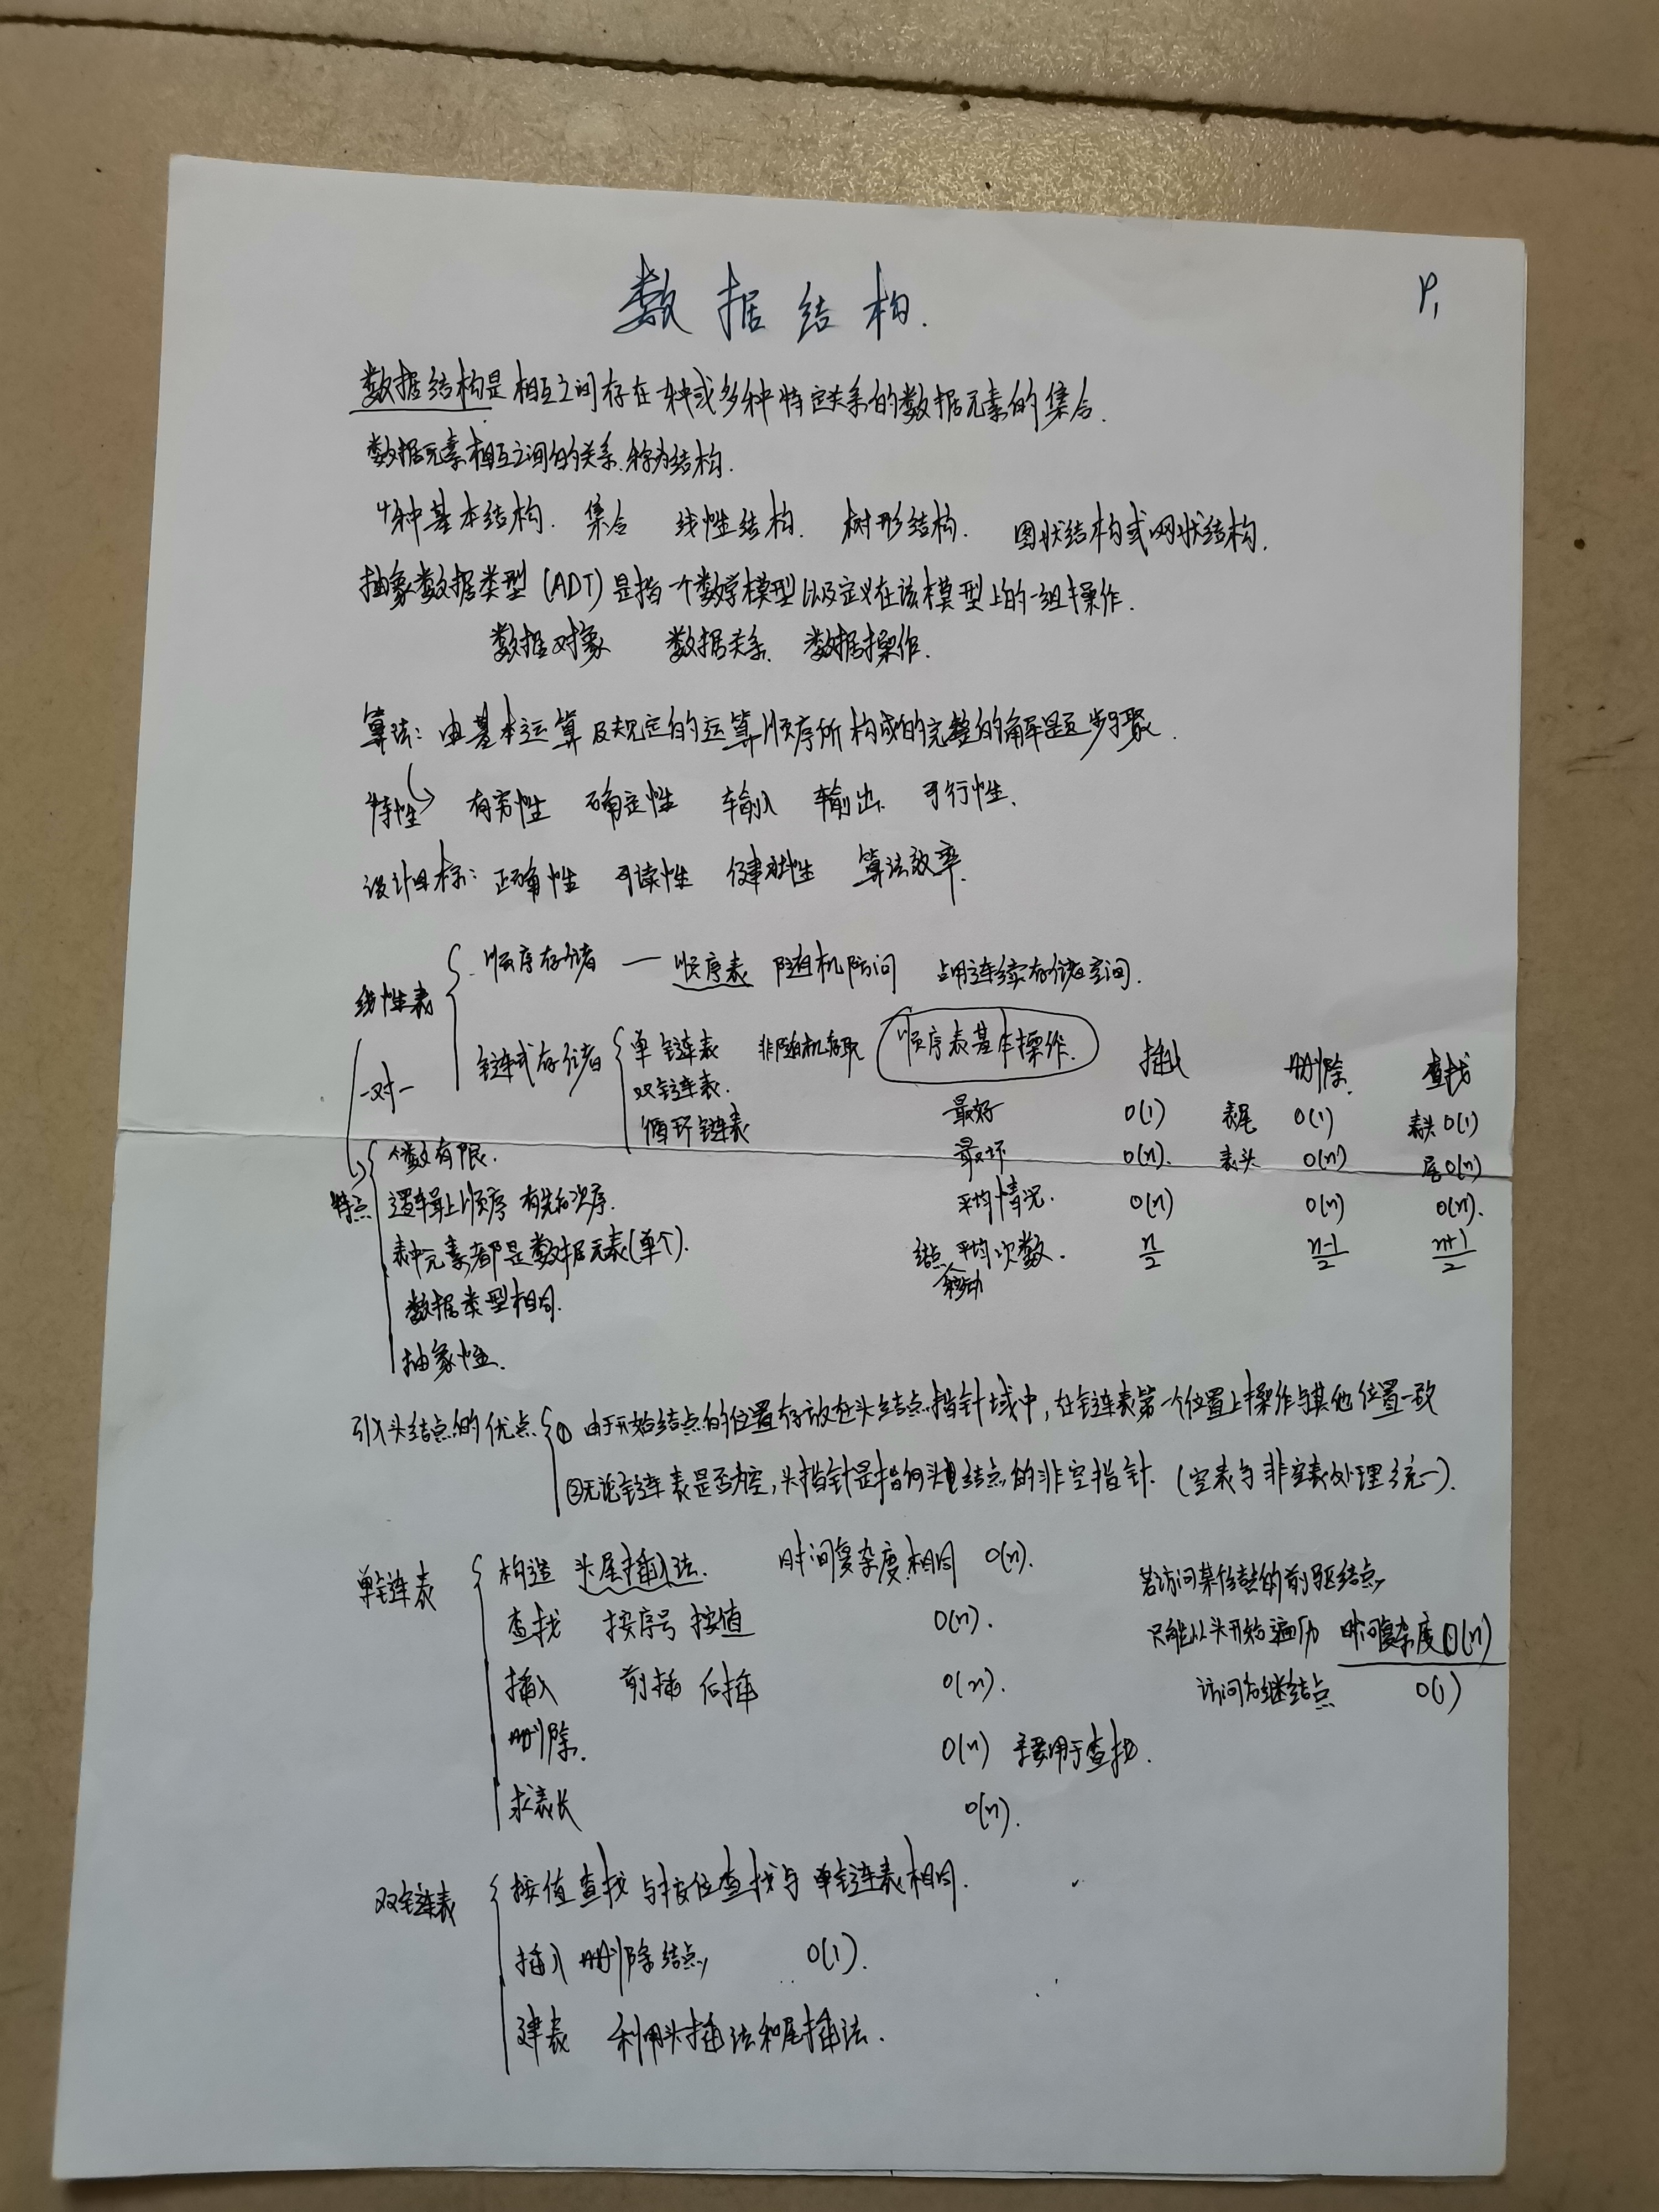 数据结构.
P1
数据结构是相互之间存在一种或多种特定关系的数据元素的集合.
数据元素相互之间的关系.称为结构.
4种基本结构. 集合 线性结构. 树形结构. 图状结构或网状结构.
抽象数据类型(ADT)是指一个数学模型以及定义在该模型上的一组操作.
数据对象 数据关系. 数据操作.
算法: 由基本运算及规定的运算顺序所构成的完整的解题步骤.
特性 有穷性 确定性 输入 输出. 可行性.
设计目标: 正确性 可读性 健壮性 算法效率.
线性表
顺序存储 — 顺序表 随机访问 占用连续存储空间.
链式存储
单链表 非随机存取
双链表.
循环链表
顺序表基本操作. 插入 删除. 查找
最好 O(1) 表尾 O(1) 表头 O(1)
最坏 O(n). 表头 O(n) 尾 O(n)
平均情况. O(n) O(n) O(n).
结点移动平均次数. n/2 n-1/2 n+1/2
一对一
特点
个数有限.
逻辑上顺序 有先后次序.
表中元素都是数据元素(单个).
数据类型相同.
抽象性.
引入头结点的优点
① 由于开始结点的位置存放在头结点指针域中, 在链表第一个位置上操作与其他位置一致
②无论链表是否为空, 头指针是指向头结点的非空指针. (空表与非空表处理统一).
单链表
构造 头尾插入法. 时间复杂度相同 O(n).
查找 按序号 按值 O(n).
插入 前插 后插 O(n).
删除. O(n) 主要用于查找.
求表长 O(n).
若访问某结点的前驱结点,
只能从头开始遍历 时间复杂度O(n)
访问后继结点 O(1)
双链表
按值查找与按位查找与单链表相同.
插入 删除结点, O(1).
建表 利用头插法和尾插法.